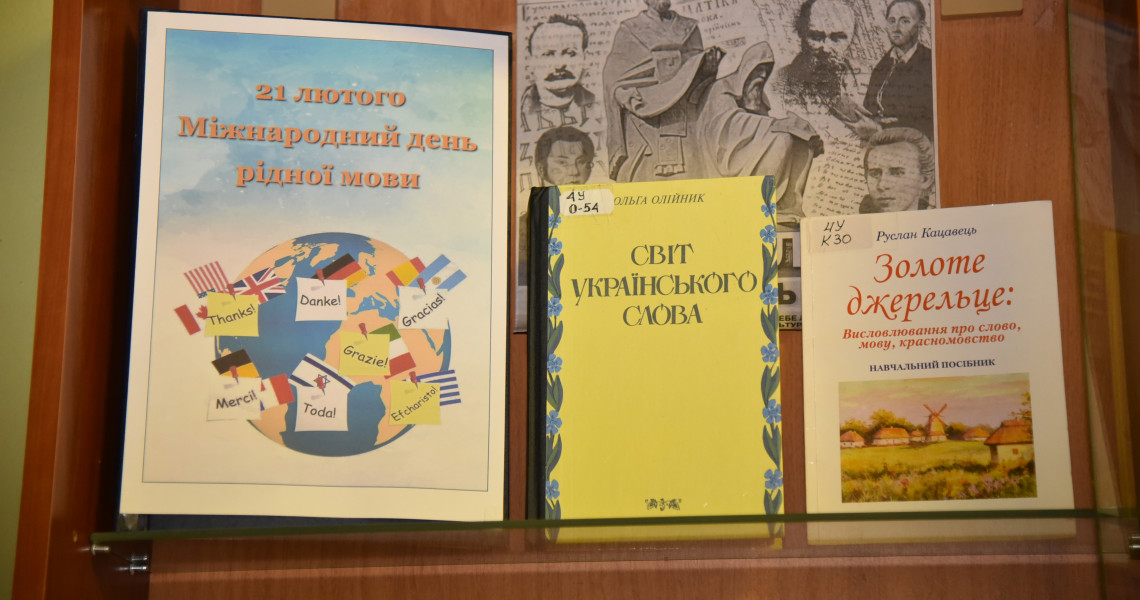 21 лютого
Міжнародний день
рідної мови
Thanks!
Danke!
Gracias!
Grazie!
Merci!
Toda!
Efcharisto!
4У
О-54
ОЛЬГА ОЛІЙНИК
СВІТ
УКРАЇНСЬКОГО
СЛОВА
4У
К30
Руслан Кацавець
Золоте
джерельце:
Висловлювання про слово,
мову, красномовство
НАВЧАЛЬНИЙ ПОСІБНИК